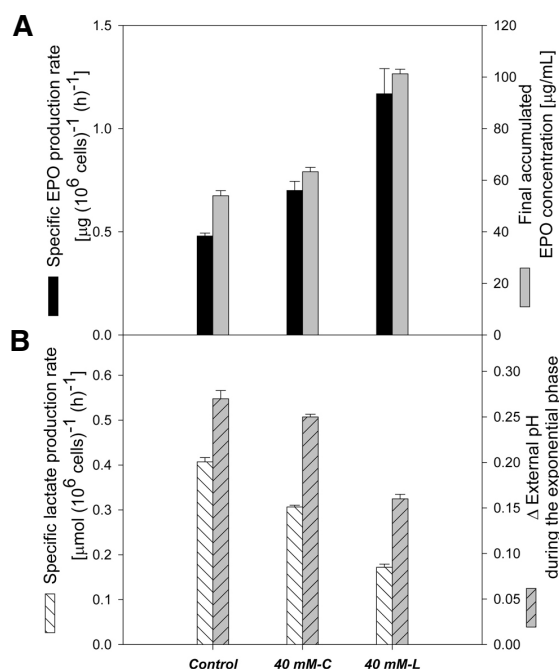 A
Specific EPO production rate
[µg (10⁶ cells)⁻¹ (h)⁻¹]
1.5
1.0
0.5
0.0
120
100
80
60
40
20
0
Final accumulated
EPO concentration [µg/mL]
B
Specific lactate production rate
[µmol (10⁶ cells)⁻¹ (h)⁻¹]
0.6
0.5
0.4
0.3
0.2
0.1
0.0
0.30
0.25
0.20
0.15
0.10
0.05
0.00
Δ External pH
during the exponential phase
Control 40 mM-C 40 mM-L